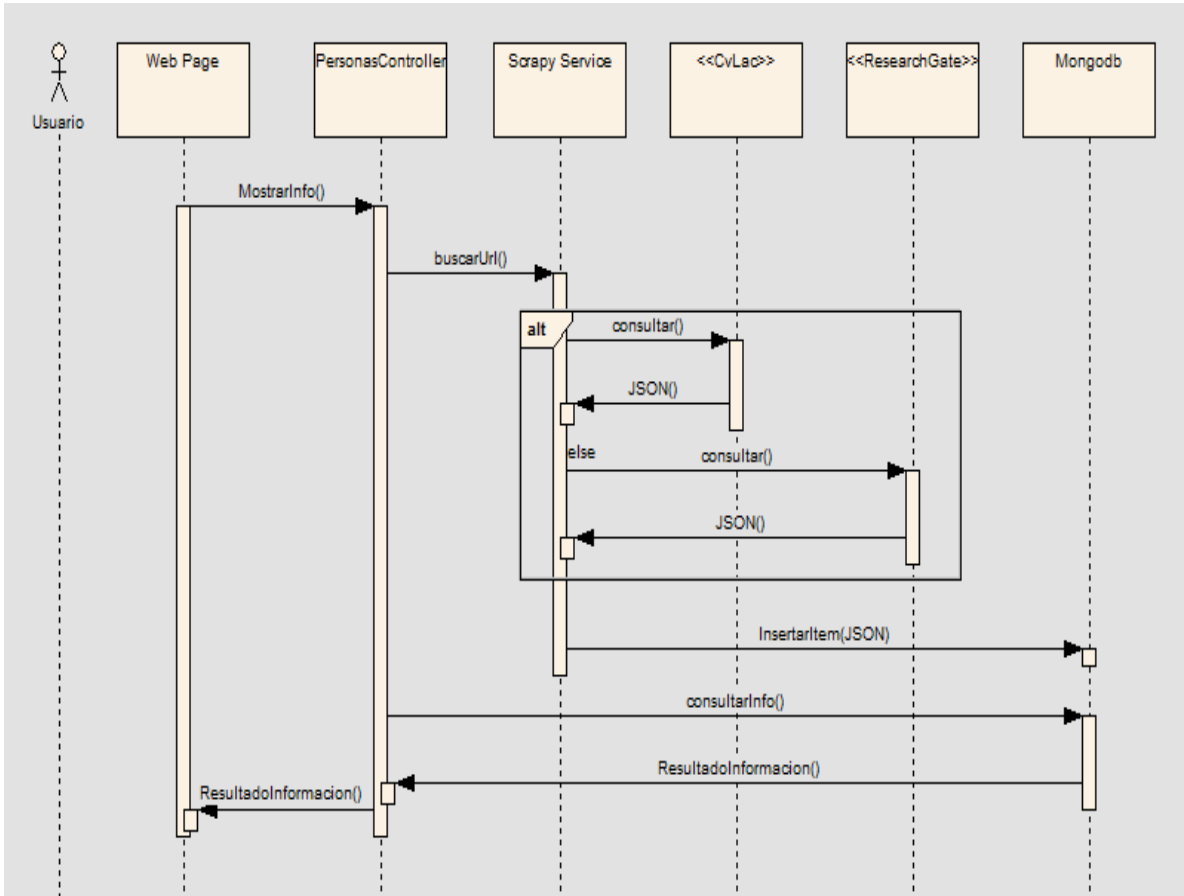 Usuario
Web Page
PersonasController
Scrapy Service
<<CvLac>>
<<ResearchGate>>
Mongodb
MostrarInfo()
buscarUrl()
alt
consultar()
JSON()
else
consultar()
JSON()
InsertarItem(JSON)
consultarInfo()
ResultadoInformacion()
ResultadoInformacion()